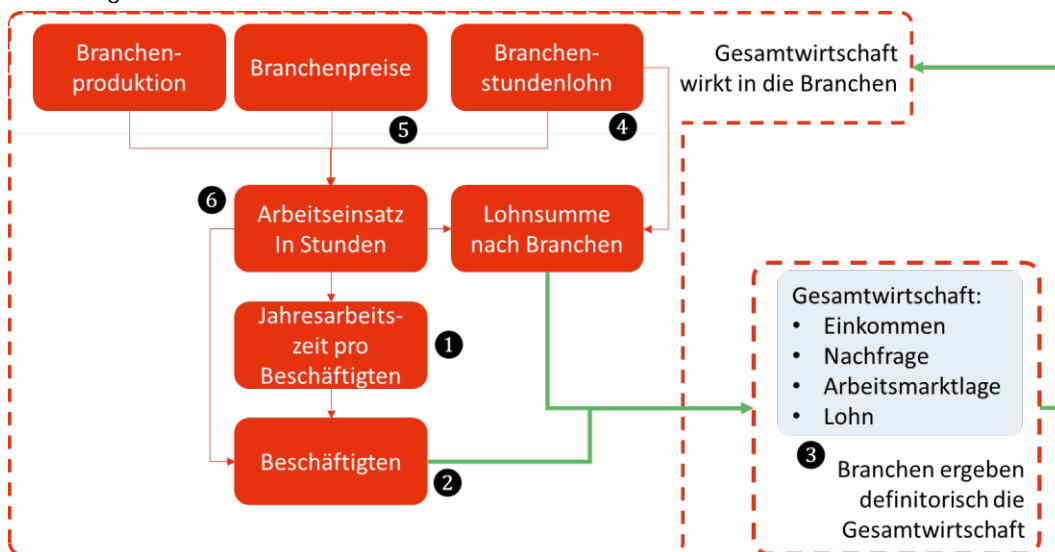 Branchen-
produktion
Branchenpreise
Branchen-
stundenlohn
Gesamtwirtschaft
wirkt in die Branchen
5
4
6
Arbeitseinsatz
In Stunden
Lohnsumme
nach Branchen
Jahresarbeits-
zeit pro
Beschäftigten
1
Beschäftigten
2
Gesamtwirtschaft:
• Einkommen
• Nachfrage
• Arbeitsmarktlage
• Lohn
3
Branchen ergeben
definitorisch die
Gesamtwirtschaft